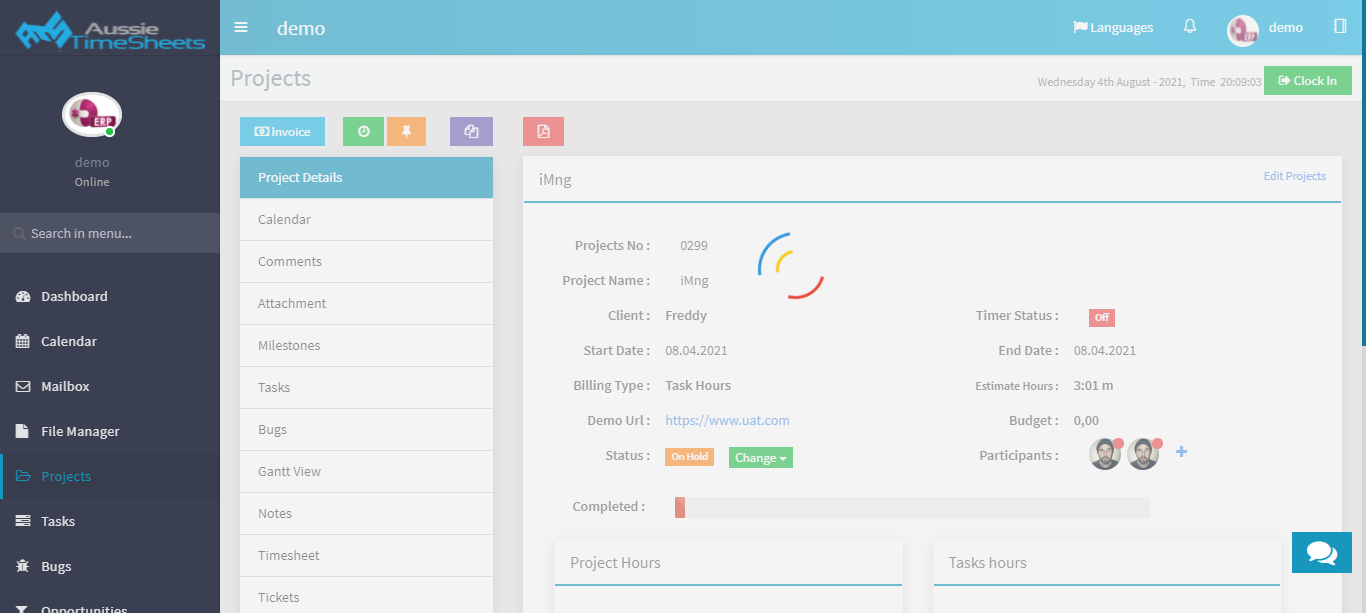 Aussie
TimeSheets
demo
Languages
demo
Projects
Wednesday 4th August - 2021, Time 20:09:03
Clock In
ERP
demo
Online
Search in menu...
Dashboard
Calendar
Mailbox
File Manager
Projects
Tasks
Bugs
Opportunities
Invoice
Project Details
Calendar
Comments
Attachment
Milestones
Tasks
Bugs
Gantt View
Notes
Timesheet
Tickets
iMng
Edit Projects
Projects No : 0299
Project Name : iMng
Client : Freddy
Timer Status : Off
Start Date : 08.04.2021
End Date : 08.04.2021
Billing Type : Task Hours
Estimate Hours : 3:01 m
Demo Url : https://www.uat.com
Budget : 0,00
Status : On Hold Change
Participants :
Completed :
Project Hours
Tasks hours